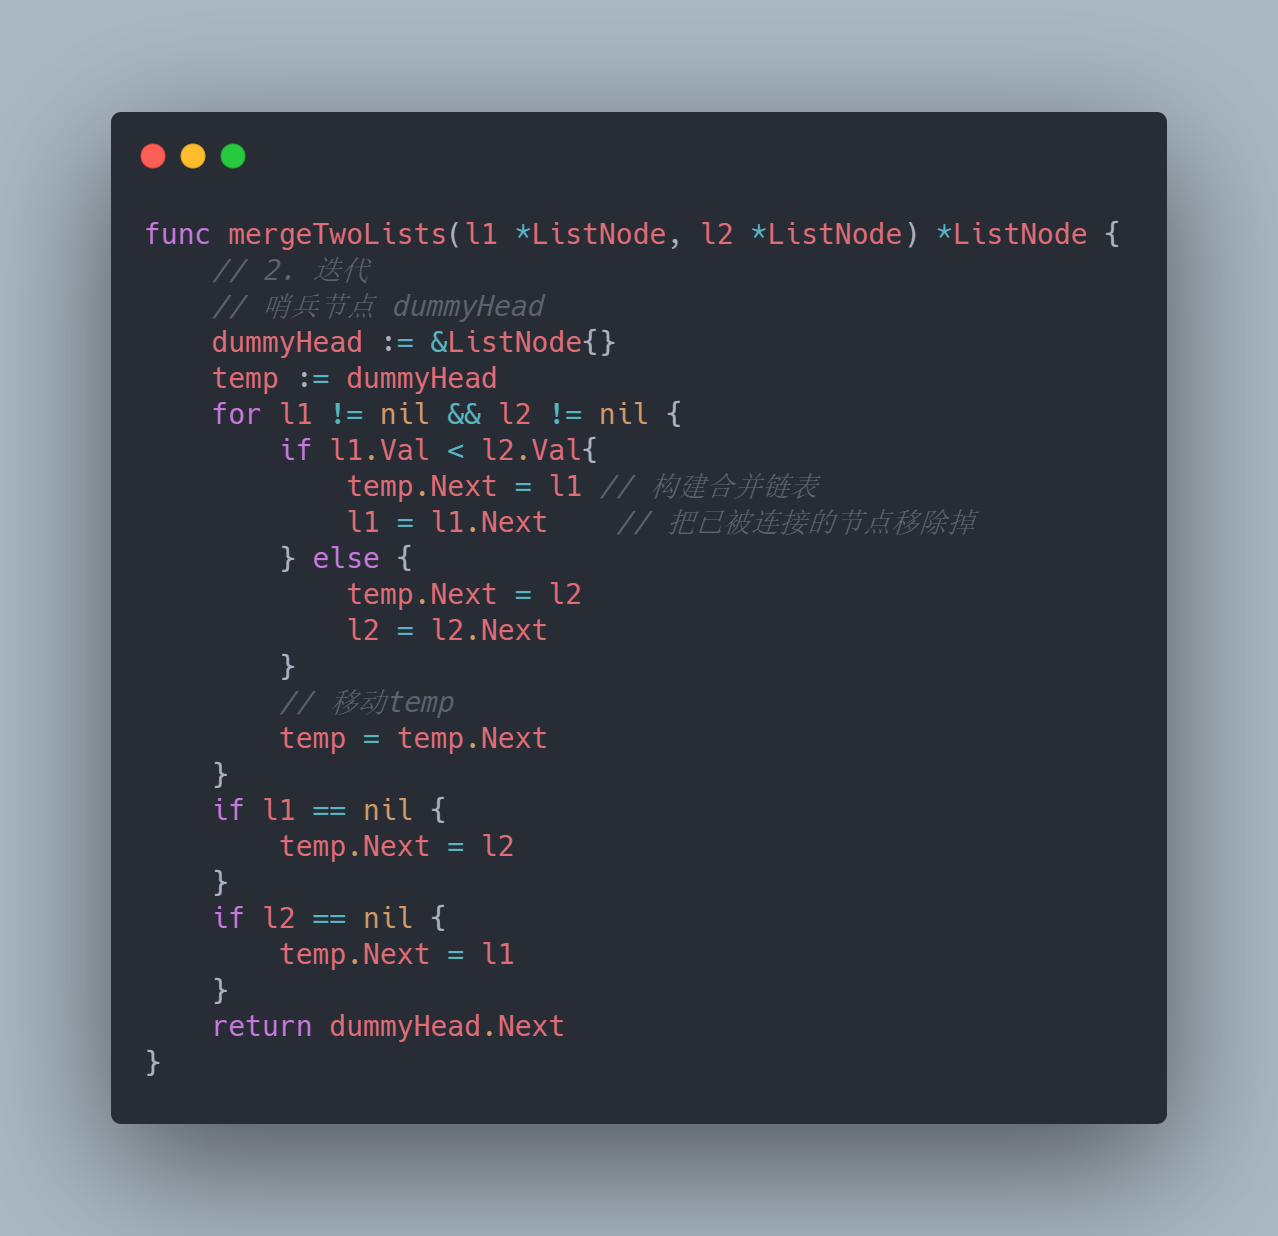 func mergeTwoLists(l1 *ListNode, l2 *ListNode) *ListNode {
    // 2. 迭代
    // 哨兵节点 dummyHead
    dummyHead := &ListNode{}
    temp := dummyHead
    for l1 != nil && l2 != nil {
        if l1.Val < l2.Val{
            temp.Next = l1 // 构建合并链表
            l1 = l1.Next    // 把已被连接的节点移除掉
        } else {
            temp.Next = l2
            l2 = l2.Next
        }
        // 移动temp
        temp = temp.Next
    }
    if l1 == nil {
        temp.Next = l2
    }
    if l2 == nil {
        temp.Next = l1
    }
    return dummyHead.Next
}